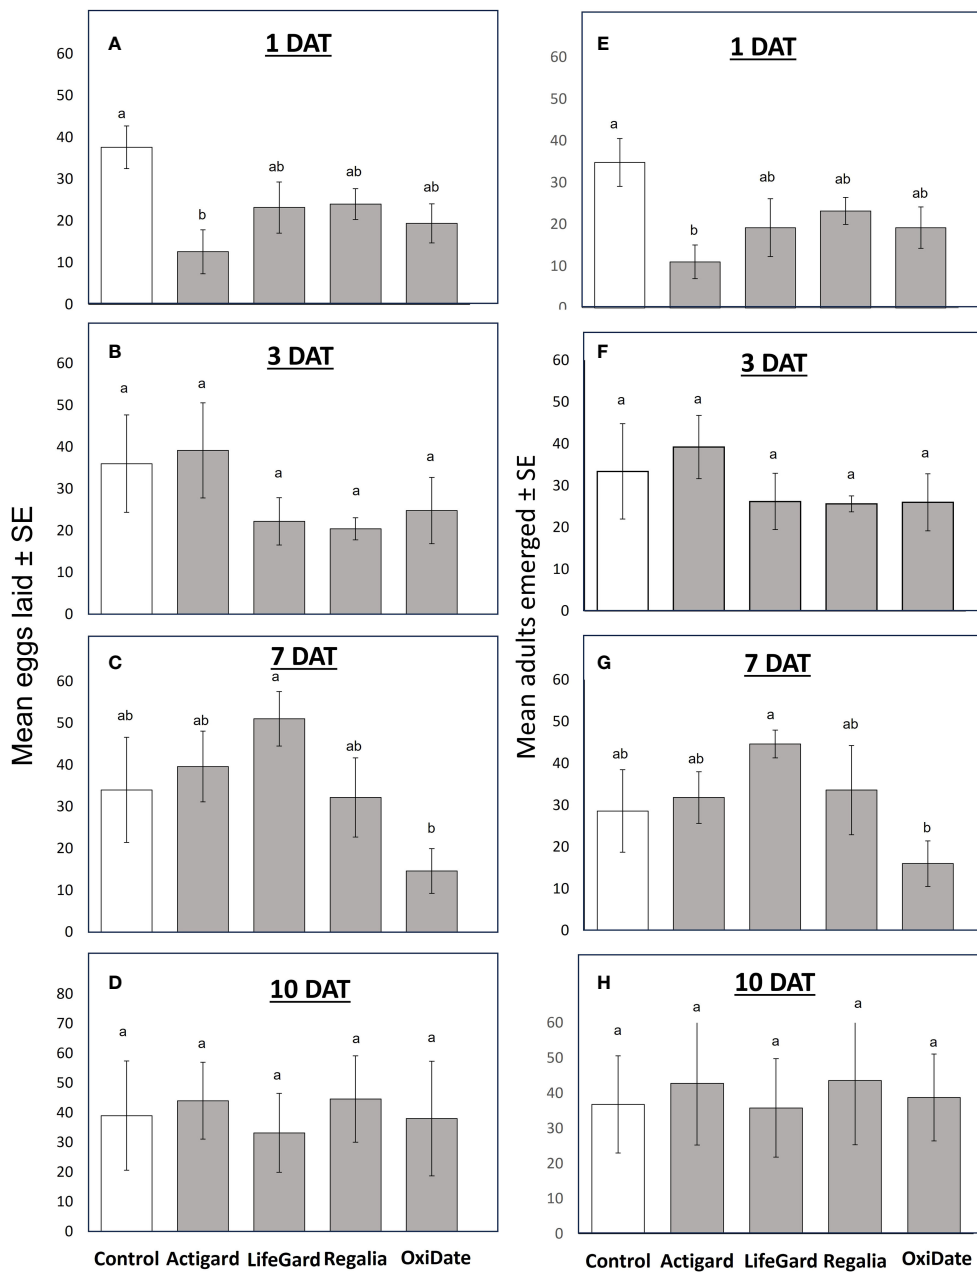 Mean eggs laid ± SE
A
1 DAT
60
50
40
30
20
10
0
a
b
ab
ab
ab
B
3 DAT
60
50
40
30
20
10
0
a
a
a
a
a
C
7 DAT
60
50
40
30
20
10
0
ab
ab
a
ab
b
D
10 DAT
80
70
60
50
40
30
20
10
0
a
a
a
a
a
Control Actigard LifeGard Regalia OxiDate
Mean adults emerged ± SE
E
1 DAT
60
50
40
30
20
10
0
a
b
ab
ab
ab
F
3 DAT
60
50
40
30
20
10
0
a
a
a
a
a
G
7 DAT
60
50
40
30
20
10
0
ab
ab
a
ab
b
H
10 DAT
60
50
40
30
20
10
0
a
a
a
a
a
Control Actigard LifeGard Regalia OxiDate